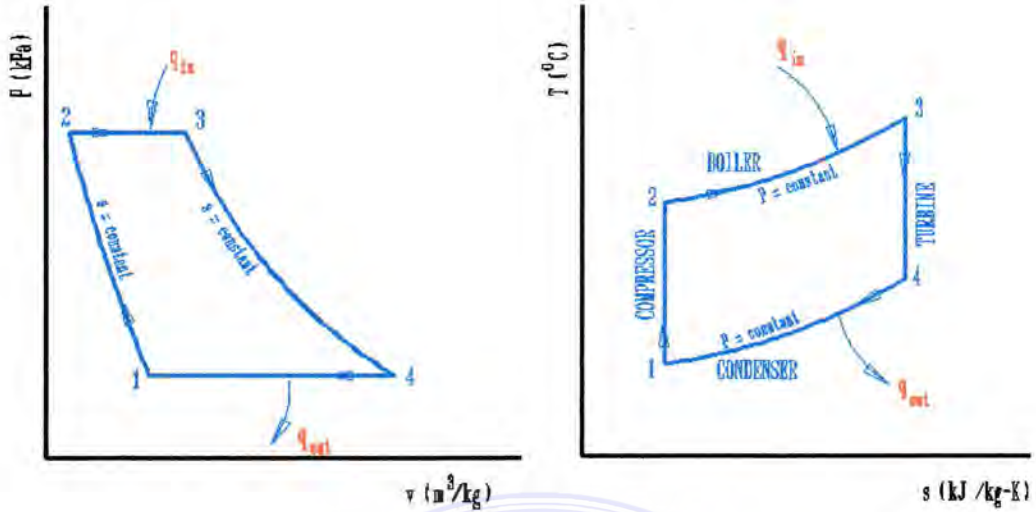 P (kPa)
q_in
2
3
s = constant
s = constant
1
4
q_out
v (m³/kg)
T (°C)
q_in
3
BOILER
P = constant
2
COMPRESSOR
TURBINE
4
P = constant
1
CONDENSER
q_out
s (kJ /kg-K)